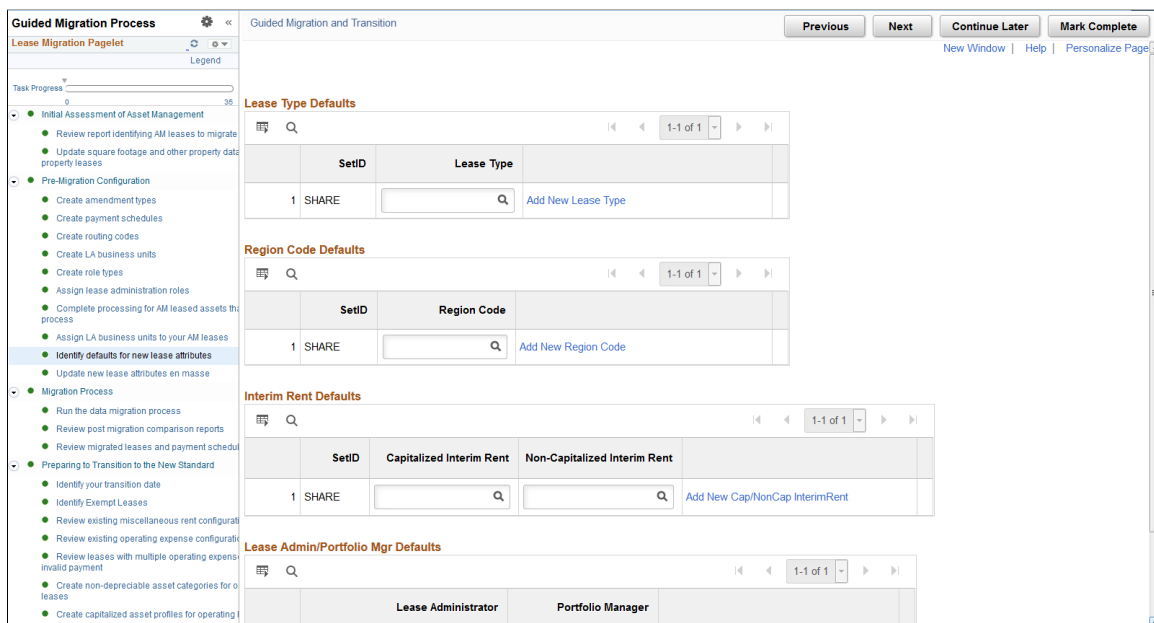 Guided Migration Process
«
Guided Migration and Transition
Previous
Next
Continue Later
Mark Complete
New Window | Help | Personalize Page
Lease Migration Pagelet
Legend
Task Progress
0
36
Initial Assessment of Asset Management
Review report identifying AM leases to migrate
Update square footage and other property data
property leases
Pre-Migration Configuration
Create amendment types
Create payment schedules
Create routing codes
Create LA business units
Create role types
Assign lease administration roles
Complete processing for AM leased assets tha
process
Assign LA business units to your AM leases
Identify defaults for new lease attributes
Update new lease attributes en masse
Migration Process
Run the data migration process
Review post migration comparison reports
Review migrated leases and payment schedul
Preparing to Transition to the New Standard
Identify your transition date
Identify Exempt Leases
Review existing miscellaneous rent configurati
Review existing operating expense configuratio
Review leases with multiple operating expense
invalid payment
Create non-depreciable asset categories for o
leases
Create capitalized asset profiles for operating l
Lease Type Defaults
1-1 of 1
SetID Lease Type
1 SHARE Add New Lease Type
Region Code Defaults
1-1 of 1
SetID Region Code
1 SHARE Add New Region Code
Interim Rent Defaults
1-1 of 1
SetID Capitalized Interim Rent Non-Capitalized Interim Rent
1 SHARE Add New Cap/NonCap InterimRent
Lease Admin/Portfolio Mgr Defaults
1-1 of 1
Lease Administrator Portfolio Manager